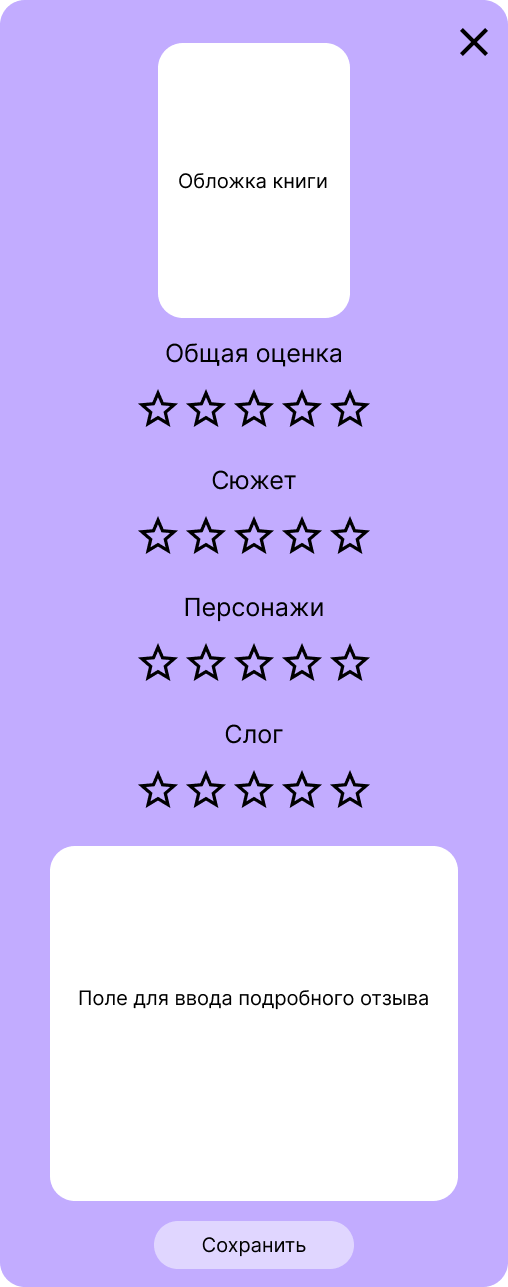 Обложка книги
Общая оценка
Сюжет
Персонажи
Слог
Поле для ввода подробного отзыва
Сохранить